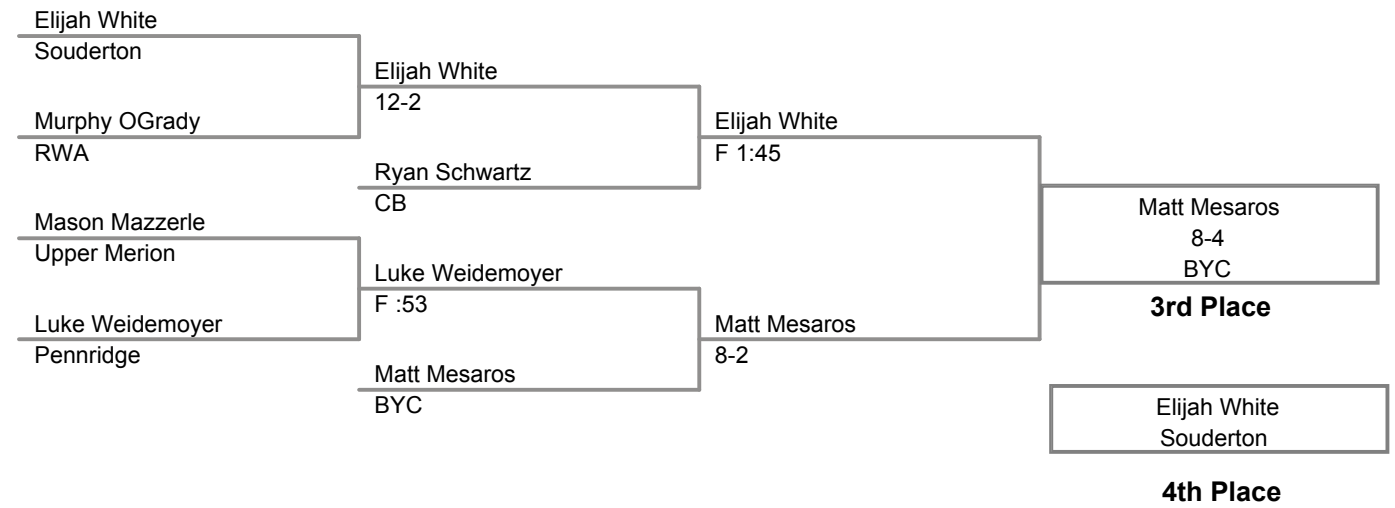 Elijah White
Souderton
Elijah White
12-2
Murphy OGrady
RWA
Elijah White
F 1:45
Ryan Schwartz
CB
Mason Mazzerle
Upper Merion
Matt Mesaros
8-4
BYC
3rd Place
Luke Weidemoyer
F :53
Luke Weidemoyer
Pennridge
Matt Mesaros
8-2
Matt Mesaros
BYC
Elijah White
Souderton
4th Place